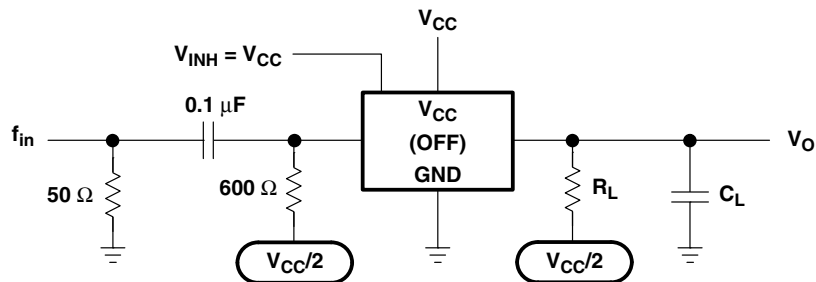 V_CC
V_INH = V_CC
0.1 μF
V_CC
(OFF)
GND
f_in
V_O
50 Ω
600 Ω
R_L
C_L
V_CC/2
V_CC/2